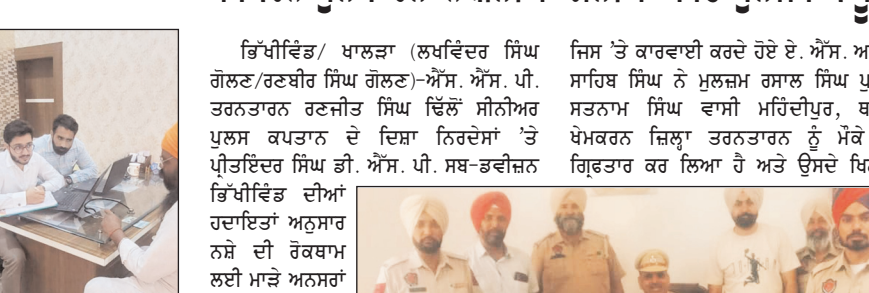 ਭਿੱਖੀਵਿੰਡ/ ਖਾਲੜਾ (ਲਖਵਿੰਦਰ ਸਿੰਘ
ਗੋਲਣ/ਰਣਬੀਰ ਸਿੰਘ ਗੋਲਣ)-ਐੱਸ. ਐੱਸ. ਪੀ.
ਤਰਨਤਾਰਨ ਰਣਜੀਤ ਸਿੰਘ ਢਿੱਲੋਂ ਸੀਨੀਅਰ
ਪੁਲਸ ਕਪਤਾਨ ਦੇ ਦਿਸ਼ਾ ਨਿਰਦੇਸਾਂ ’ਤੇ
ਪ੍ਰੀਤਇੰਦਰ ਸਿੰਘ ਡੀ. ਐੱਸ. ਪੀ. ਸਬ-ਡਵੀਜ਼ਨ
ਭਿੱਖੀਵਿੰਡ ਦੀਆਂ
ਹਦਾਇਤਾਂ ਅਨੁਸਾਰ
ਨਸ਼ੇ ਦੀ ਰੋਕਥਾਮ
ਲਈ ਮਾੜੇ ਅਨਸਰਾਂ
ਜਿਸ ’ਤੇ ਕਾਰਵਾਈ ਕਰਦੇ ਹੋਏ ਏ. ਐੱਸ.
ਸਾਹਿਬ ਸਿੰਘ ਨੇ ਮੁਲਜ਼ਮ ਰਸਾਲ ਸਿੰਘ
ਸਤਨਾਮ ਸਿੰਘ ਵਾਸੀ ਮਹਿੰਦੀਪੁਰ,
ਖੇਮਕਰਨ ਜ਼ਿਲ੍ਹਾ ਤਰਨਤਾਰਨ ਨੂੰ ਮੌਕੇ
ਗ੍ਰਿਫਤਾਰ ਕਰ ਲਿਆ ਹੈ ਅਤੇ ਉਸਦੇ